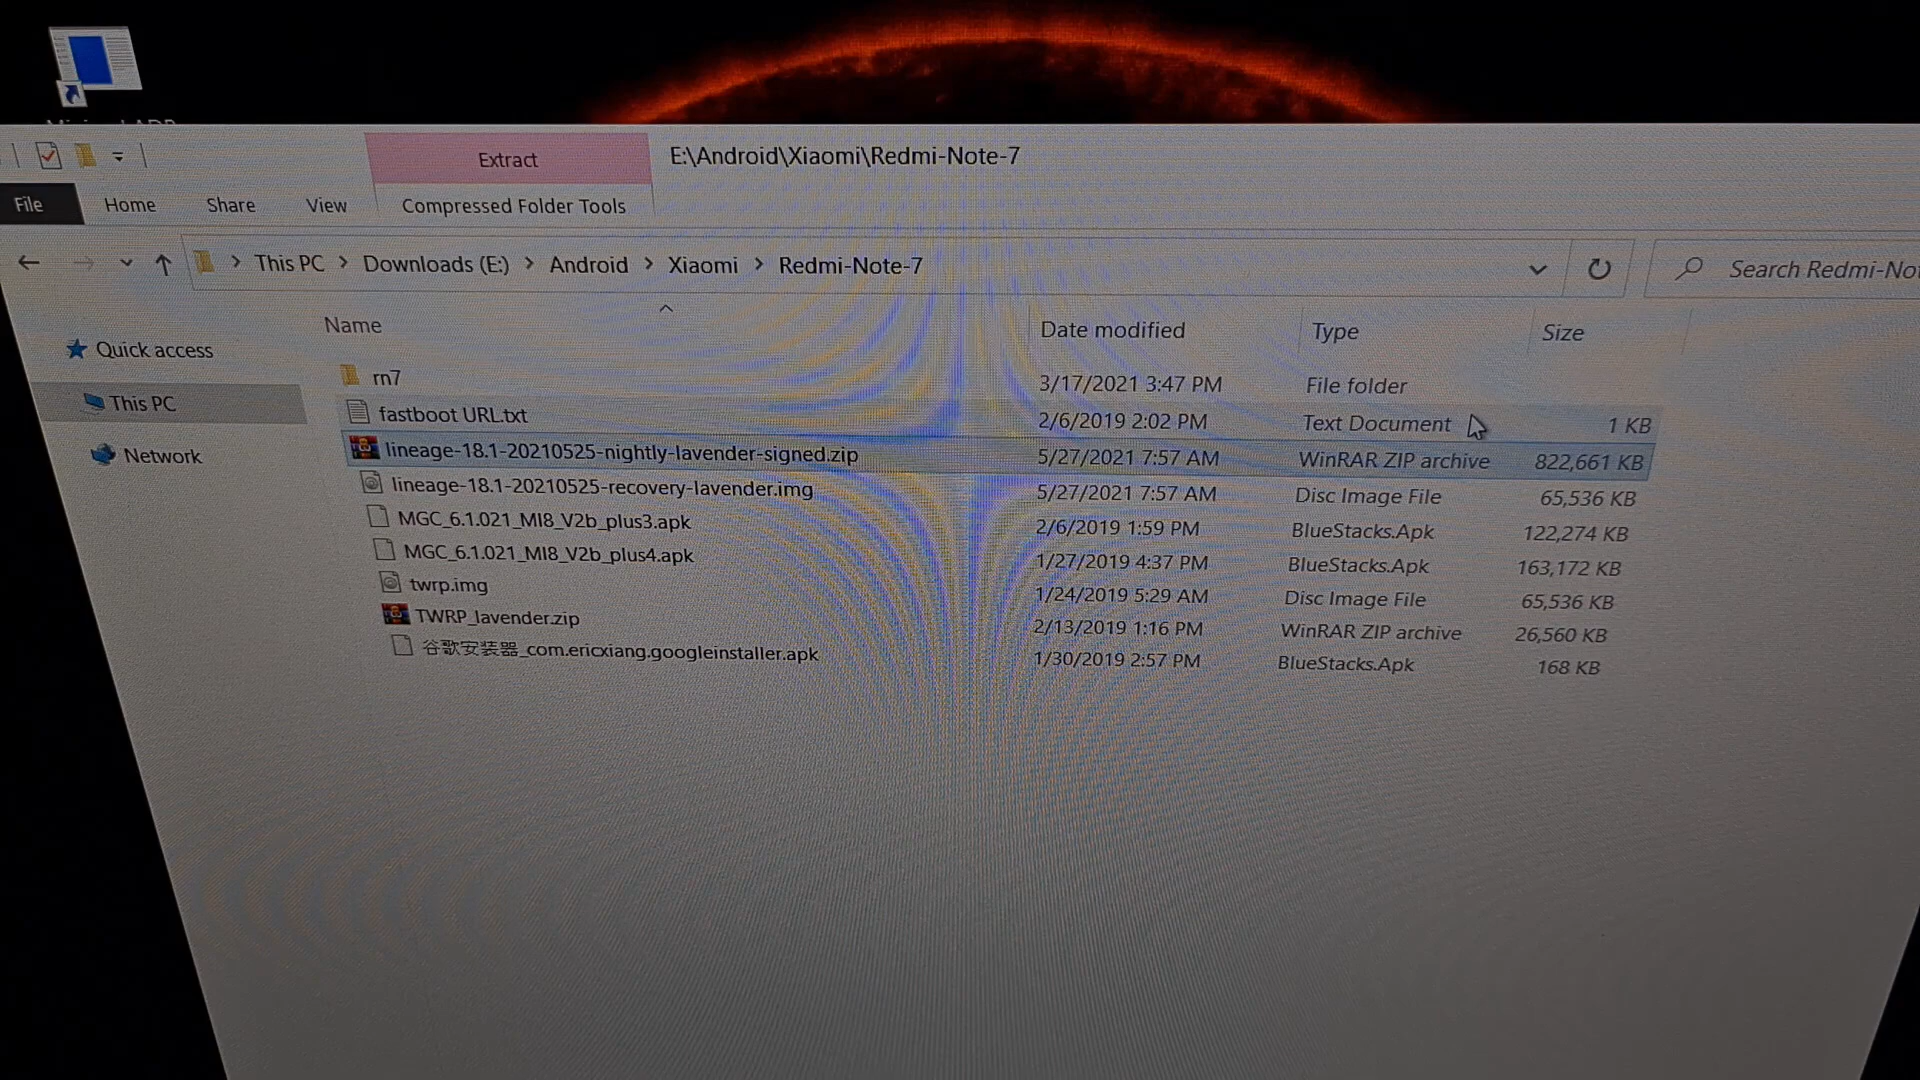 Extract
E:\Android\Xiaomi\Redmi-Note-7
File Home Share View Compressed Folder Tools
This PC Downloads (E:) Android Xiaomi Redmi-Note-7
Search Redmi-Not
Name Date modified Type Size
Quick access
This PC
Network
rn7 3/17/2021 3:47 PM File folder
fastboot URL.txt 2/6/2019 2:02 PM Text Document 1 KB
lineage-18.1-20210525-nightly-lavender-signed.zip 5/27/2021 7:57 AM WinRAR ZIP archive 822,661 KB
lineage-18.1-20210525-recovery-lavender.img 5/27/2021 7:57 AM Disc Image File 65,536 KB
MGC_6.1.021_MI8_V2b_plus3.apk 2/6/2019 1:59 PM BlueStacks.Apk 122,274 KB
MGC_6.1.021_MI8_V2b_plus4.apk 1/27/2019 4:37 PM BlueStacks.Apk 163,172 KB
twrp.img 1/24/2019 5:29 AM Disc Image File 65,536 KB
TWRP_lavender.zip 2/13/2019 1:16 PM WinRAR ZIP archive 26,560 KB
谷歌安装器_com.ericxiang.googleinstaller.apk 1/30/2019 2:57 PM BlueStacks.Apk 168 KB